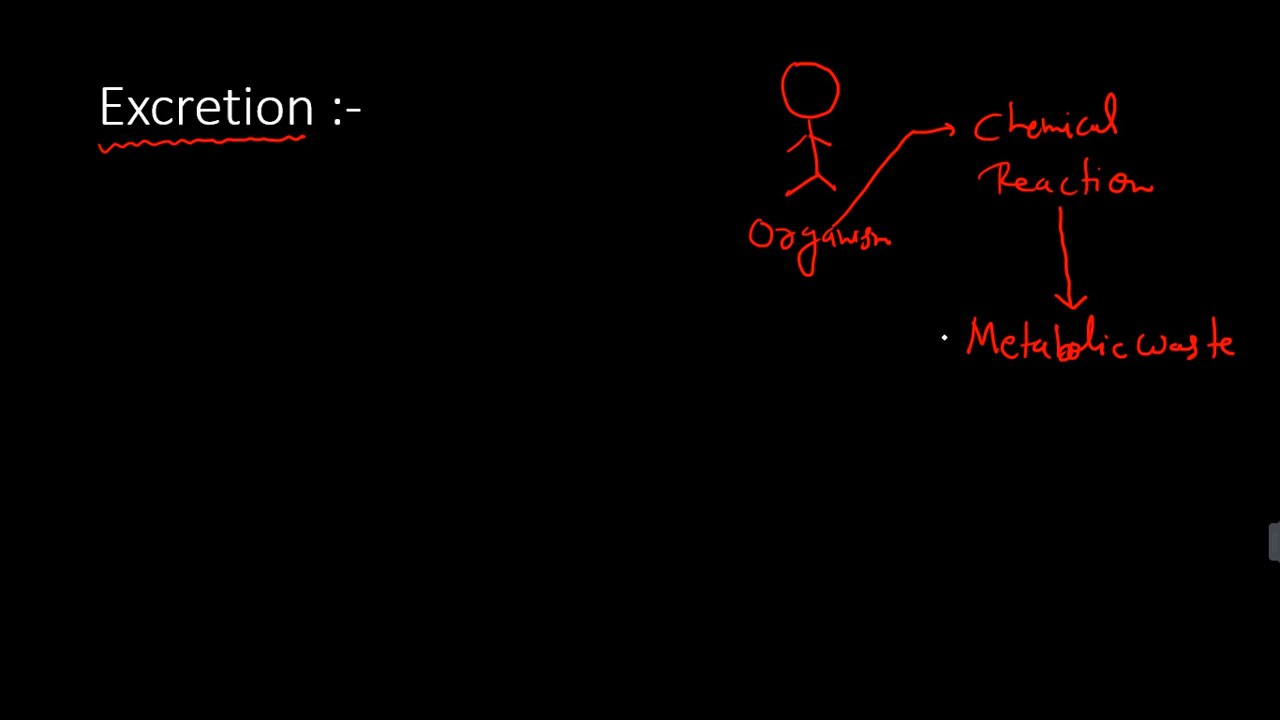 Excretion :-
Chemical
Reaction
Organism
Metabolic waste